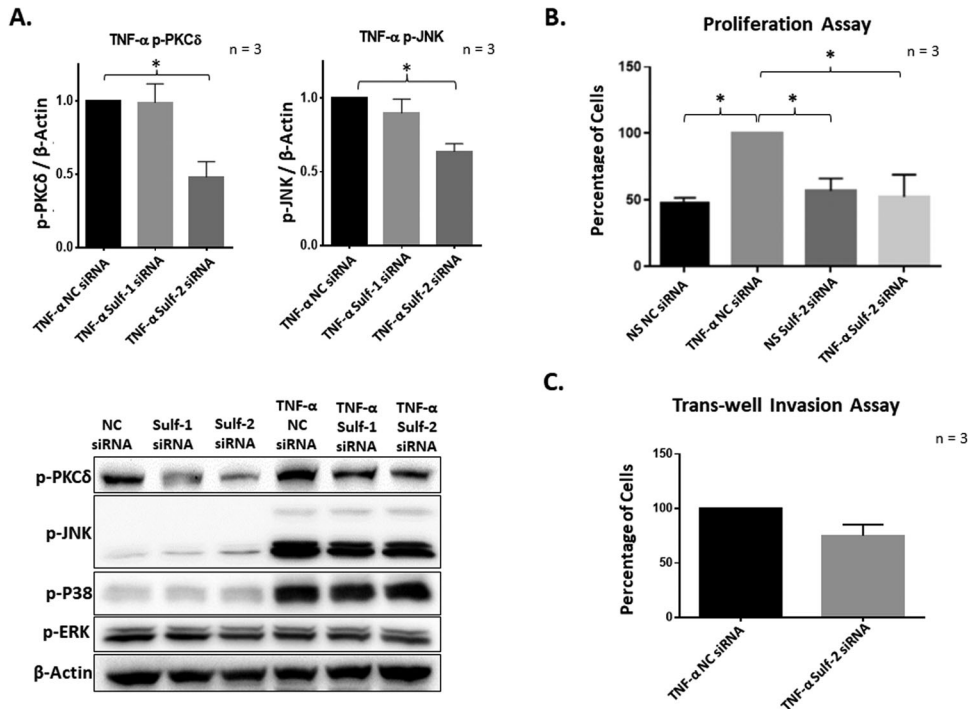 A.
TNF-α p-PKCδ
n = 3
p-PKCδ / β-Actin
1.0
0.5
0.0
TNF-α NC siRNA
TNF-α Sulf-1 siRNA
TNF-α Sulf-2 siRNA
*
TNF-α p-JNK
n = 3
p-JNK / β-Actin
1.0
0.5
0.0
TNF-α NC siRNA
TNF-α Sulf-1 siRNA
TNF-α Sulf-2 siRNA
*
NC siRNA
Sulf-1 siRNA
Sulf-2 siRNA
TNF-α NC siRNA
TNF-α Sulf-1 siRNA
TNF-α Sulf-2 siRNA
p-PKCδ
p-JNK
p-P38
p-ERK
β-Actin
B.
Proliferation Assay
n = 3
Percentage of Cells
150
100
50
0
*
*
*
NS NC siRNA
TNF-α NC siRNA
NS Sulf-2 siRNA
TNF-α Sulf-2 siRNA
C.
Trans-well Invasion Assay
n = 3
Percentage of Cells
150
100
50
0
TNF-α NC siRNA
TNF-α Sulf-2 siRNA